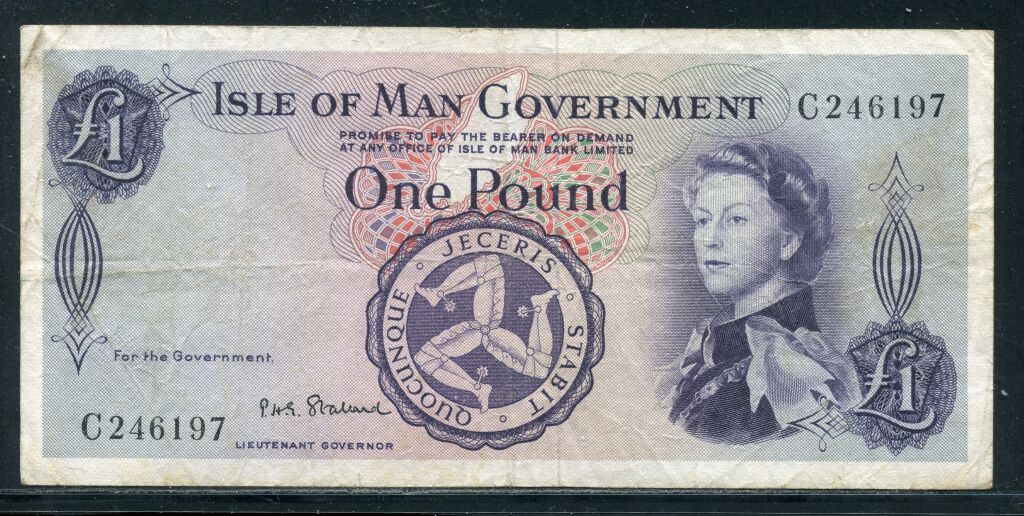 £1
ISLE OF MAN GOVERNMENT
C246197
PROMISE TO PAY THE BEARER ON DEMAND
AT ANY OFFICE OF ISLE OF MAN BANK LIMITED
ONE POUND
QUOCUNQUE · JECERIS · STABIT ·
For the Government,
P.H.G. Stallard
C246197
LIEUTENANT GOVERNOR
£1